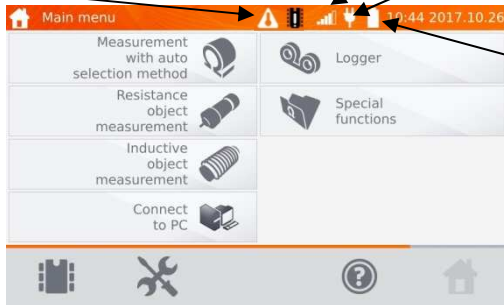 Main menu
10:44 2017.10.26
Measurement
with auto
selection method
Logger
Resistance
object
measurement
Special
functions
Inductive
object
measurement
Connect
to PC